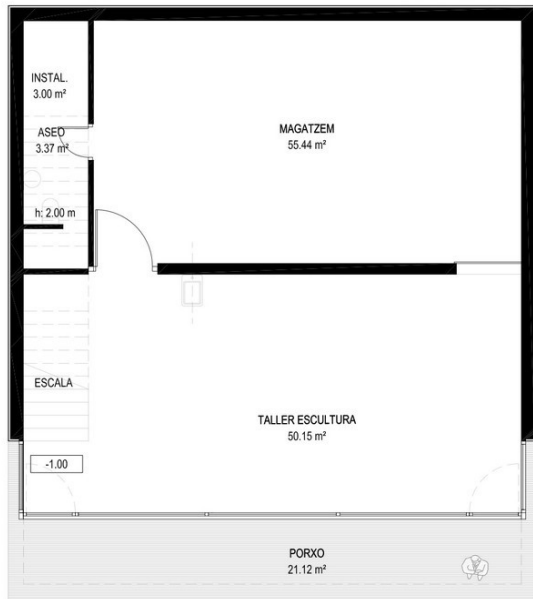 INSTAL.
3.00 m²
ASEO
3.37 m²
h: 2.00 m
MAGATZEM
55.44 m²
ESCALA
-1.00
TALLER ESCULTURA
50.15 m²
PORXO
21.12 m²